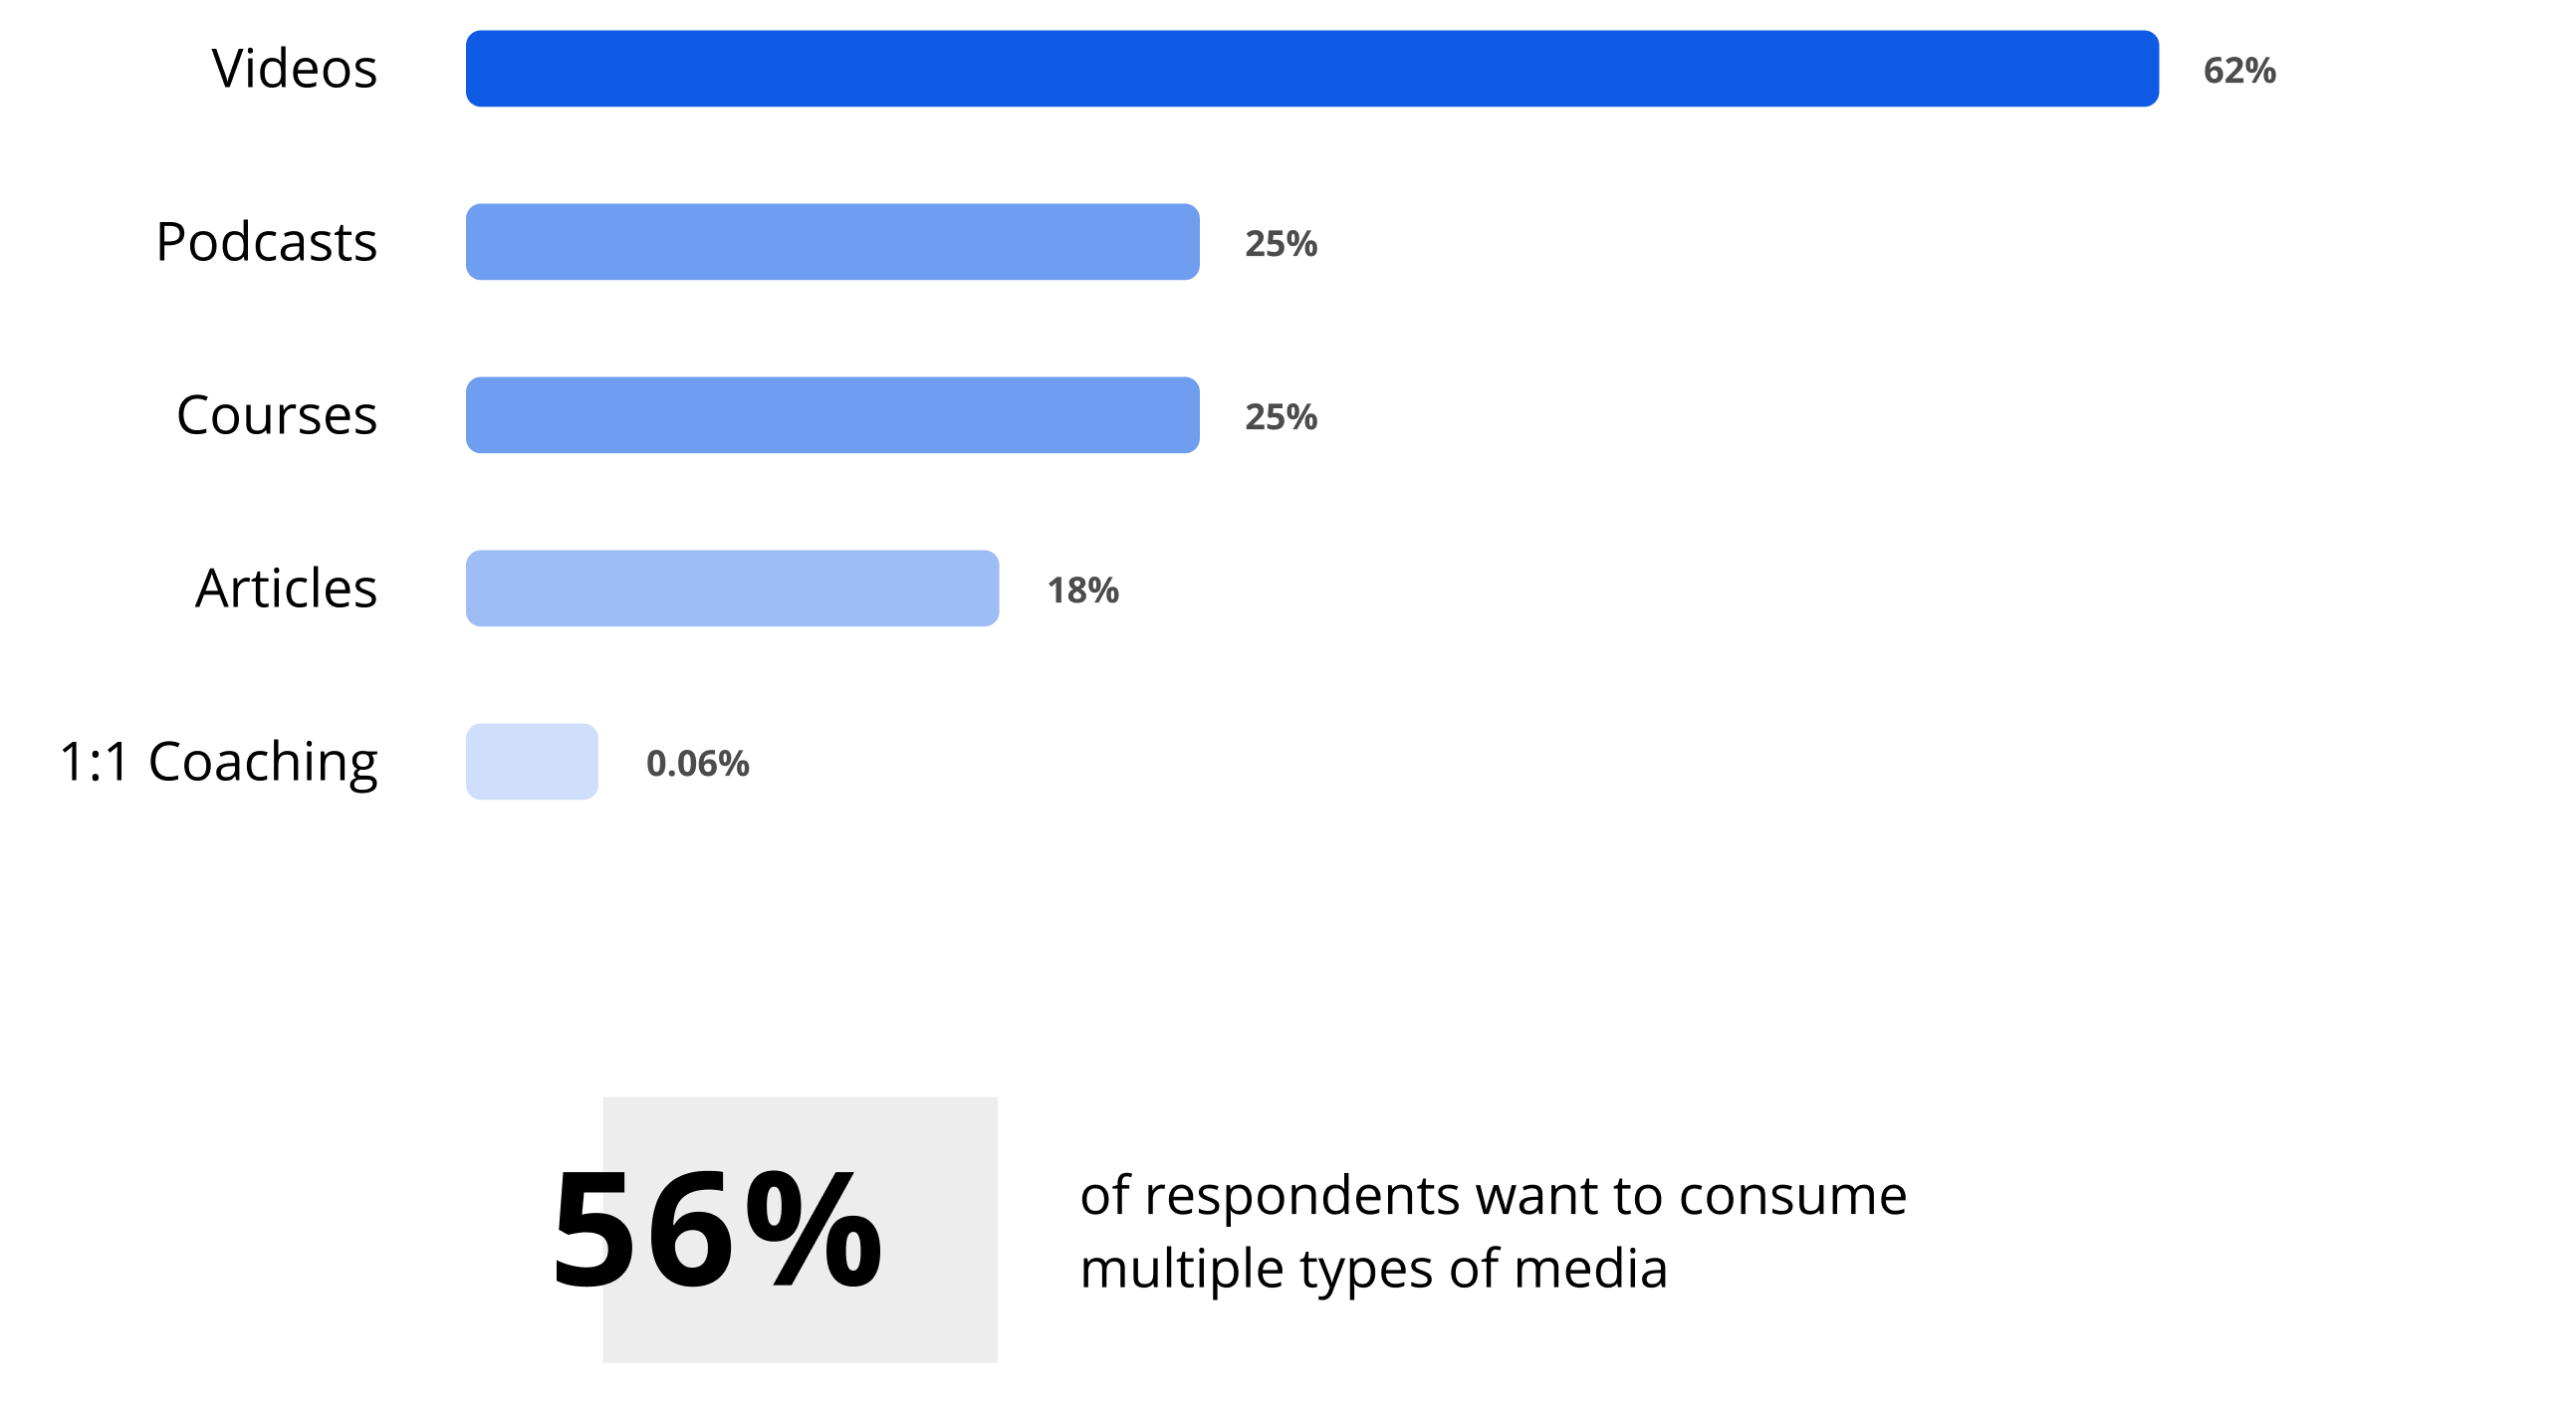 Videos 62%
Podcasts 25%
Courses 25%
Articles 18%
1:1 Coaching 0.06%
56%
of respondents want to consume
multiple types of media